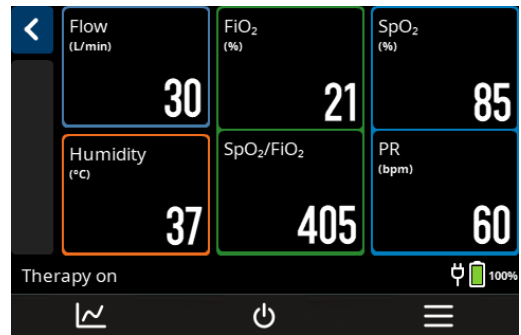 Flow
(L/min)
30
FiO₂
(%)
21
SpO₂
(%)
85
Humidity
(°C)
37
SpO₂/FiO₂
405
PR
(bpm)
60
Therapy on
100%